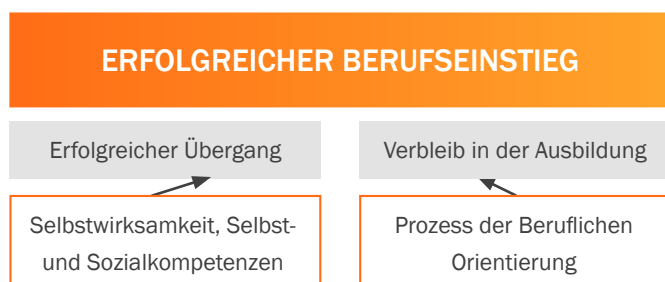 ERFOLGREICHER BERUFSEINSTIEG
Erfolgreicher Übergang
Verbleib in der Ausbildung
Selbstwirksamkeit, Selbst-
und Sozialkompetenzen
Prozess der Beruflichen
Orientierung